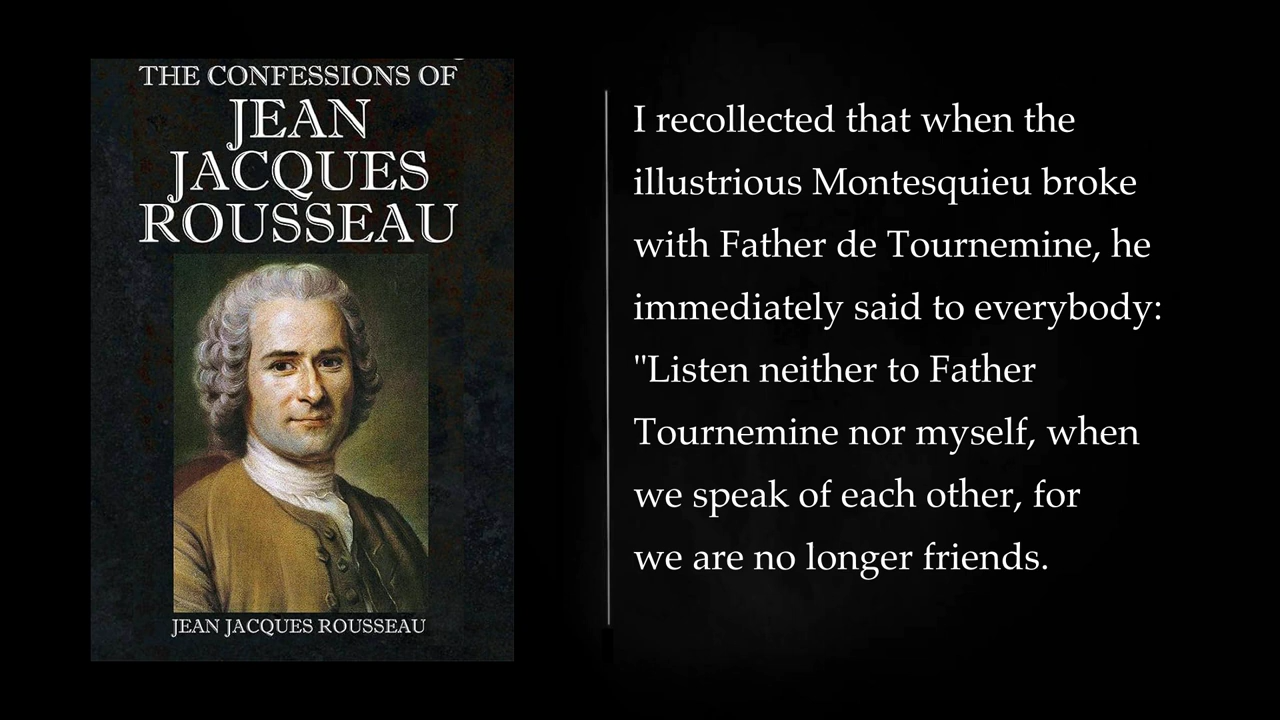 THE CONFESSIONS OF
JEAN
JACQUES
ROUSSEAU
JEAN JACQUES ROUSSEAU
I recollected that when the
illustrious Montesquieu broke
with Father de Tournemine, he
immediately said to everybody:
"Listen neither to Father
Tournemine nor myself, when
we speak of each other, for
we are no longer friends.